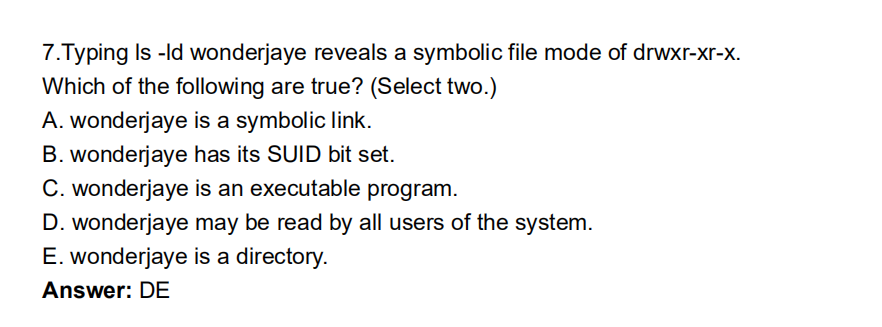 7.Typing ls -ld wonderjaye reveals a symbolic file mode of drwxr-xr-x.
Which of the following are true? (Select two.)
A. wonderjaye is a symbolic link.
B. wonderjaye has its SUID bit set.
C. wonderjaye is an executable program.
D. wonderjaye may be read by all users of the system.
E. wonderjaye is a directory.
Answer: DE